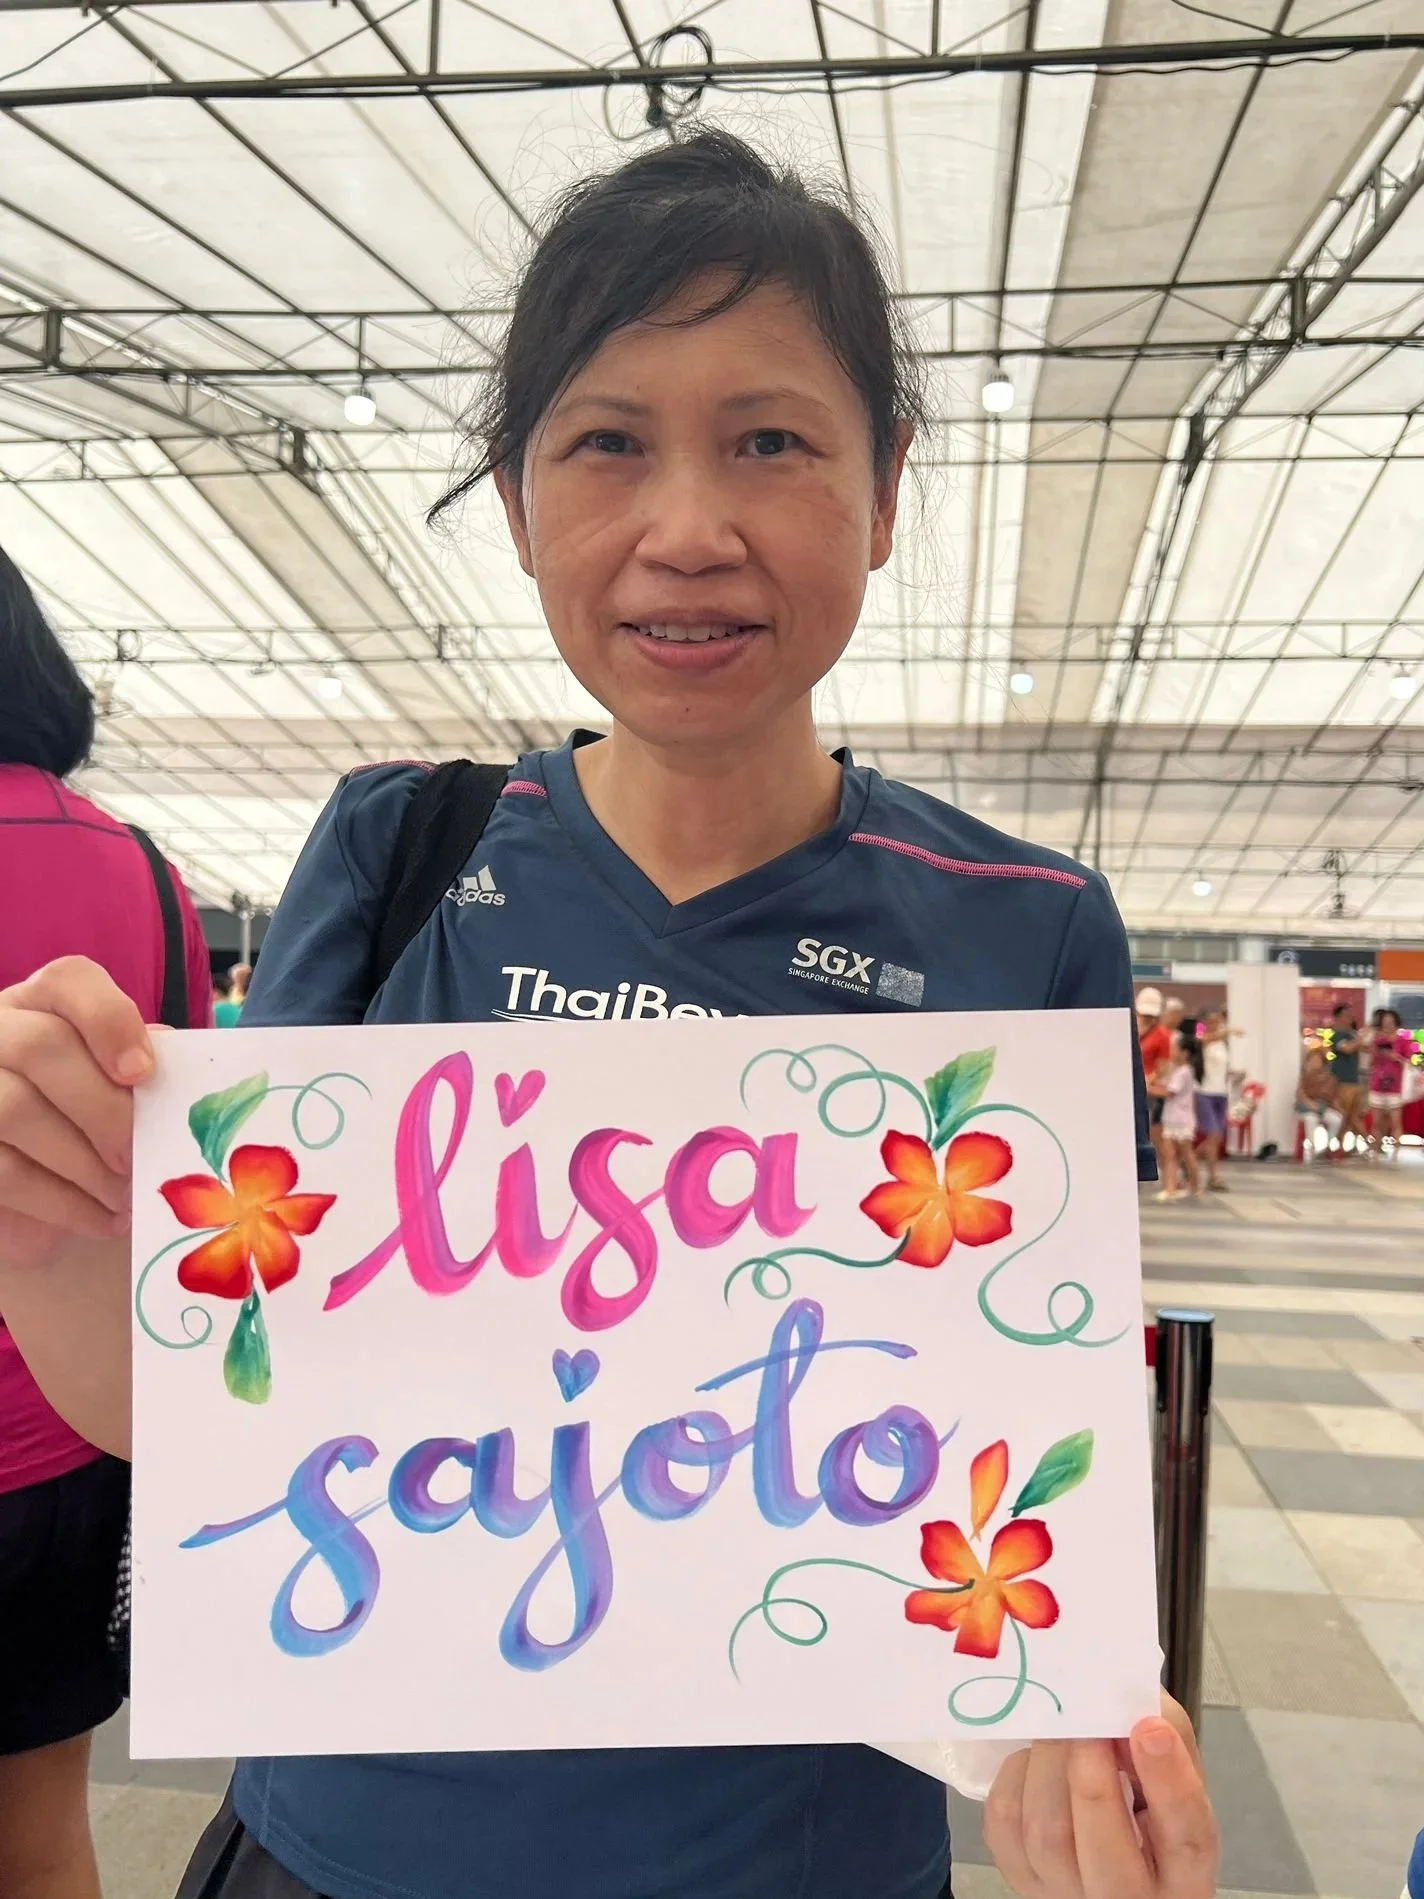 adidas
SGX
SINGAPORE EXCHANGE
ThaiBev
lisa
sajoto